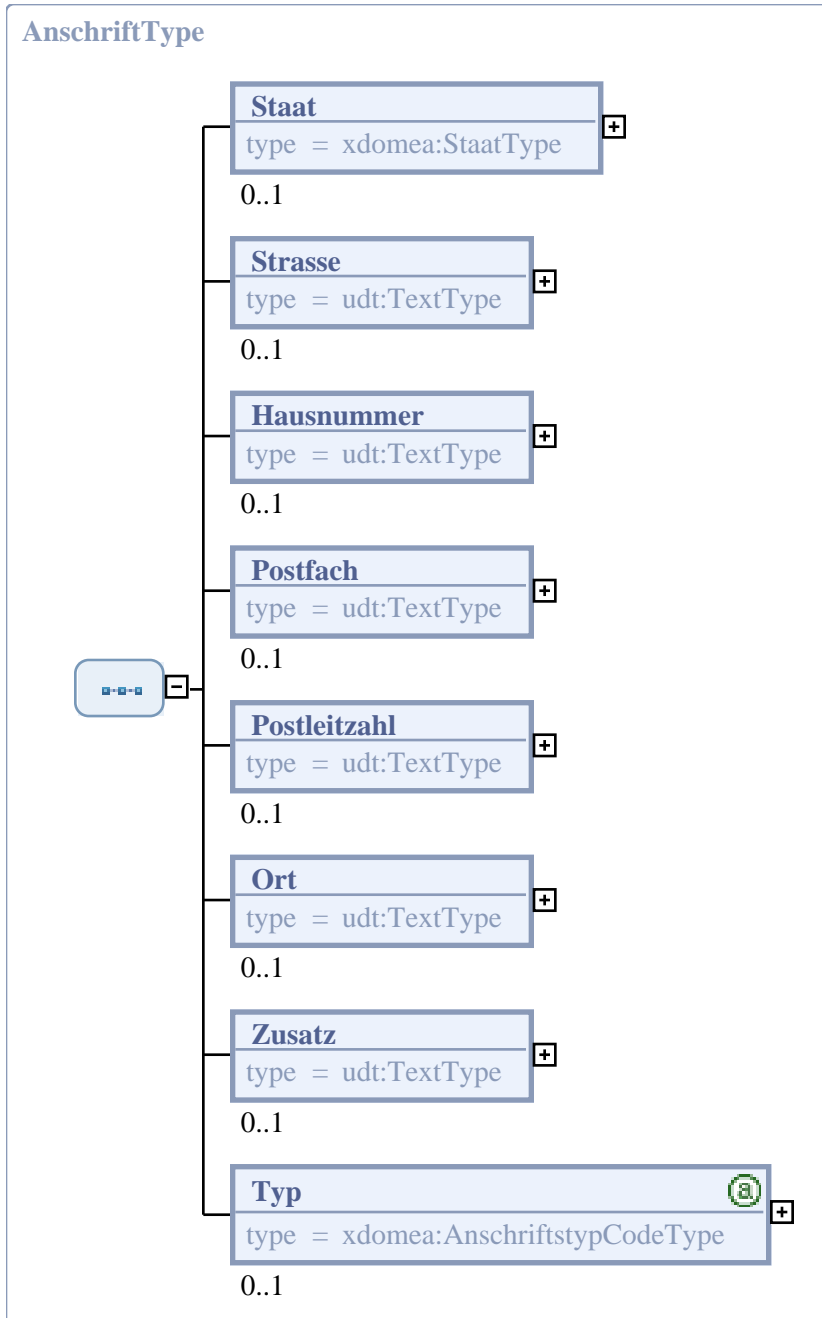 AnschriftType
Staat
type = xdomea:StaatType
0..1
Strasse
type = udt:TextType
0..1
Hausnummer
type = udt:TextType
0..1
Postfach
type = udt:TextType
0..1
Postleitzahl
type = udt:TextType
0..1
Ort
type = udt:TextType
0..1
Zusatz
type = udt:TextType
0..1
Typ
type = xdomea:AnschriftstypCodeType
0..1